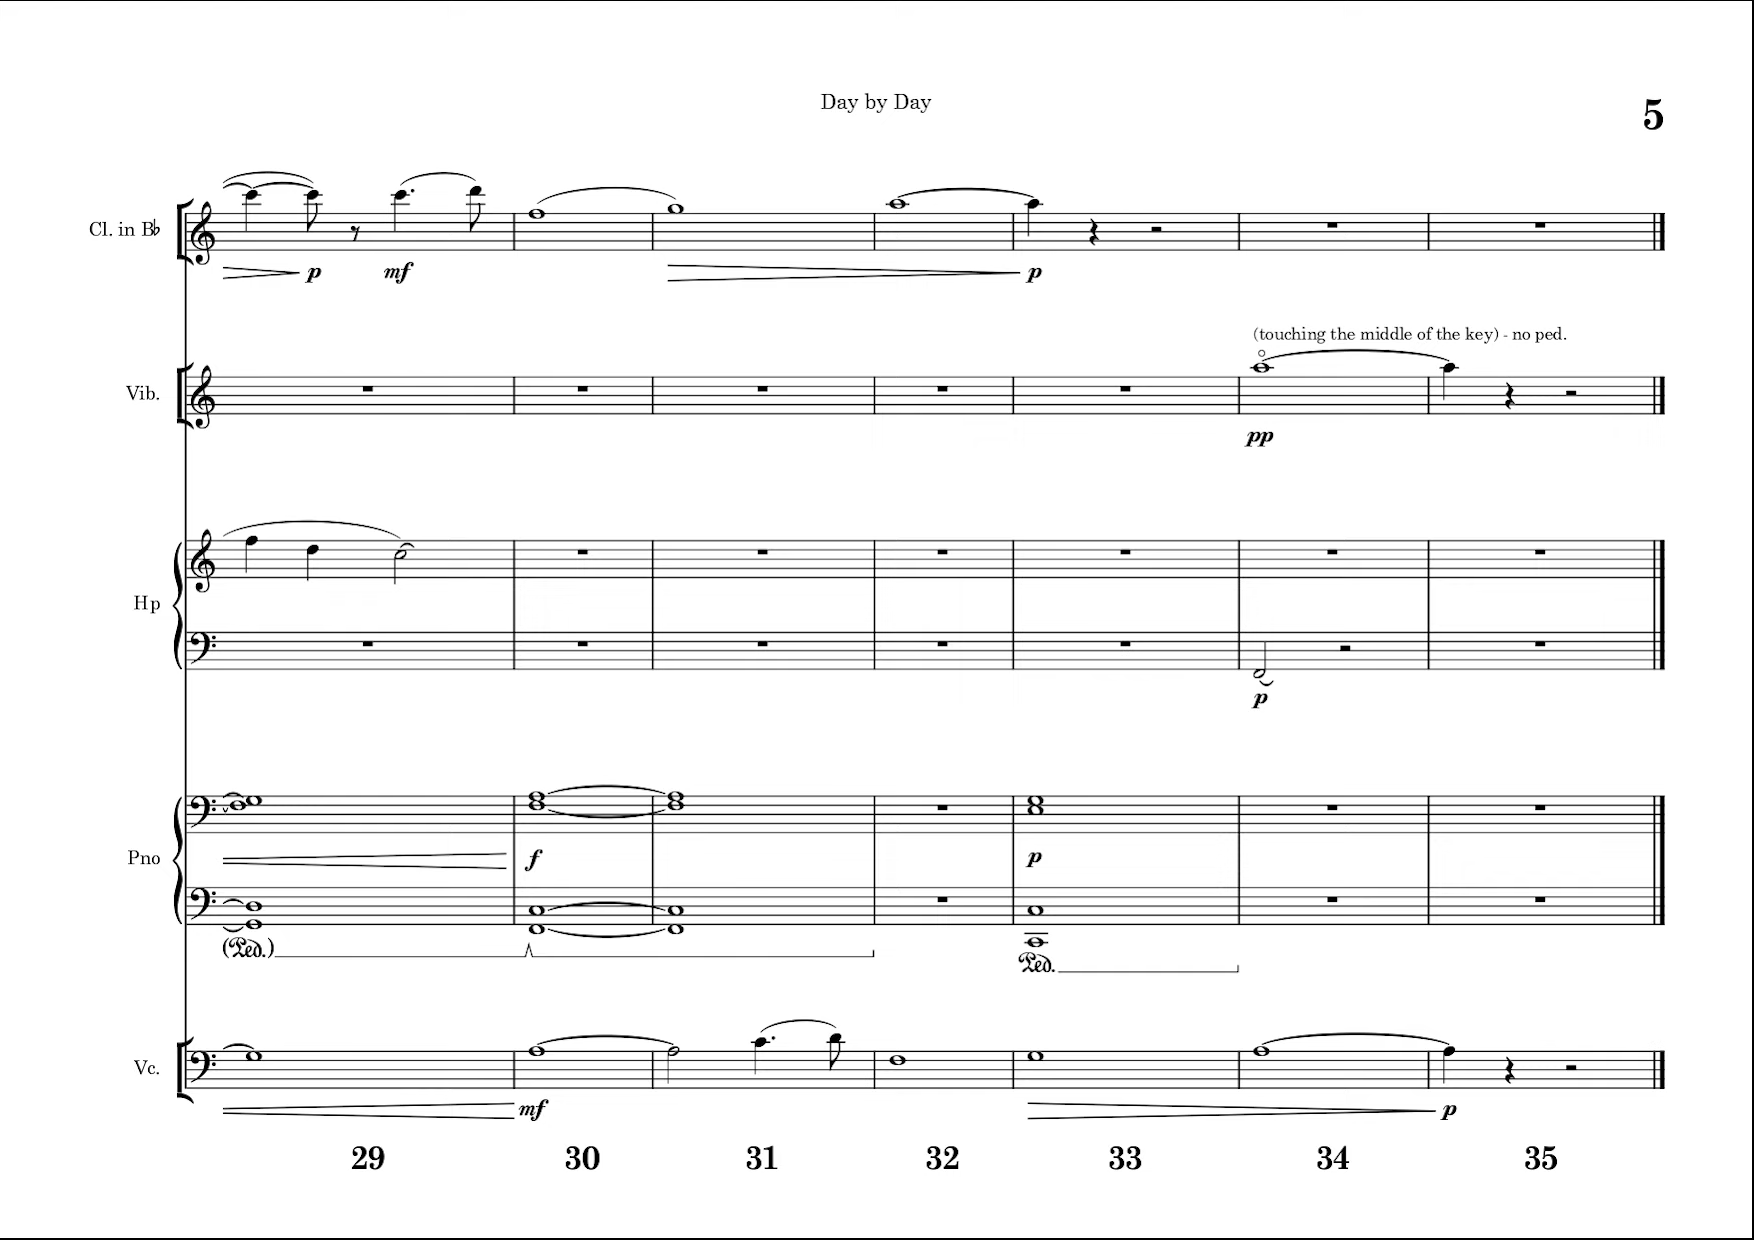 Day by Day
5
Cl. in B♭
p
mf
p
(touching the middle of the key) - no ped.
Vib.
pp
Hp
p
Pno
f
p
(Ped.)
Ped.
Vc.
mf
p
29 30 31 32 33 34 35